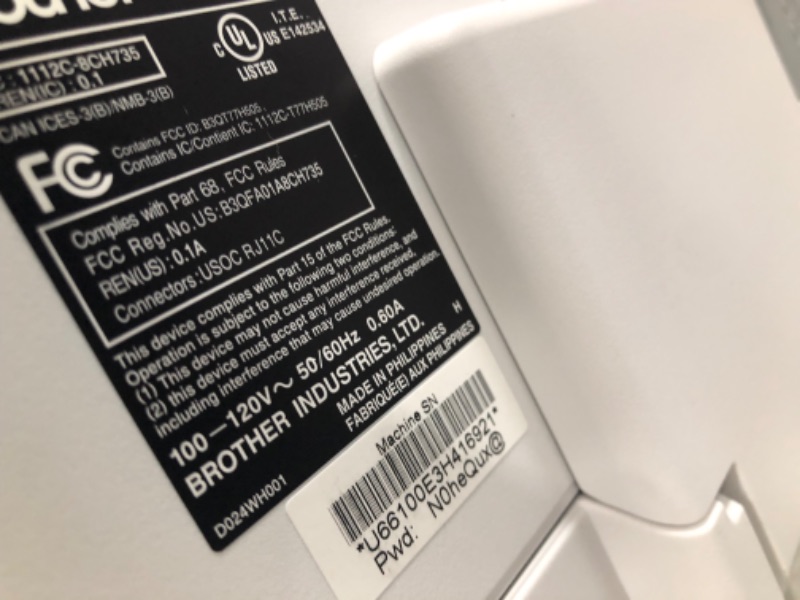 I.T.E.
C UL US E142534
LISTED
: 1112C-8CH735
REN(IC) : 0.1
CAN ICES-3(B)/NMB-3(B)
Contains FCC ID: B3QT77H505
Contains IC/Contient IC: 1112C-T77H505
FC
Complies with Part 68, FCC Rules
FCC Reg.No.US:B3QFA01A8CH735
REN(US) : 0.1A
Connectors: USOC RJ11C
This device complies with Part 15 of the FCC Rules.
Operation is subject to the following two conditions:
(1) This device may not cause harmful interference, and
(2) this device must accept any interference received,
including interference that may cause undesired operation.
100—120V～ 50/60Hz 0.60A H
BROTHER INDUSTRIES,LTD.
MADE IN PHILIPPINES
FABRIQUÉ(E) AUX PHILIPPINES
D024WH001
Machine SN
*U66100E3H416921*
Pwd: N0heQux@